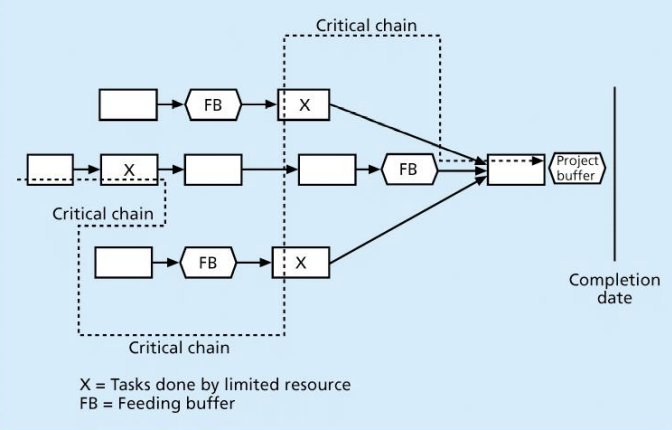 Critical chain
FB
X
X
FB
Project
buffer
Critical chain
FB
X
Completion
date
Critical chain
X = Tasks done by limited resource
FB = Feeding buffer